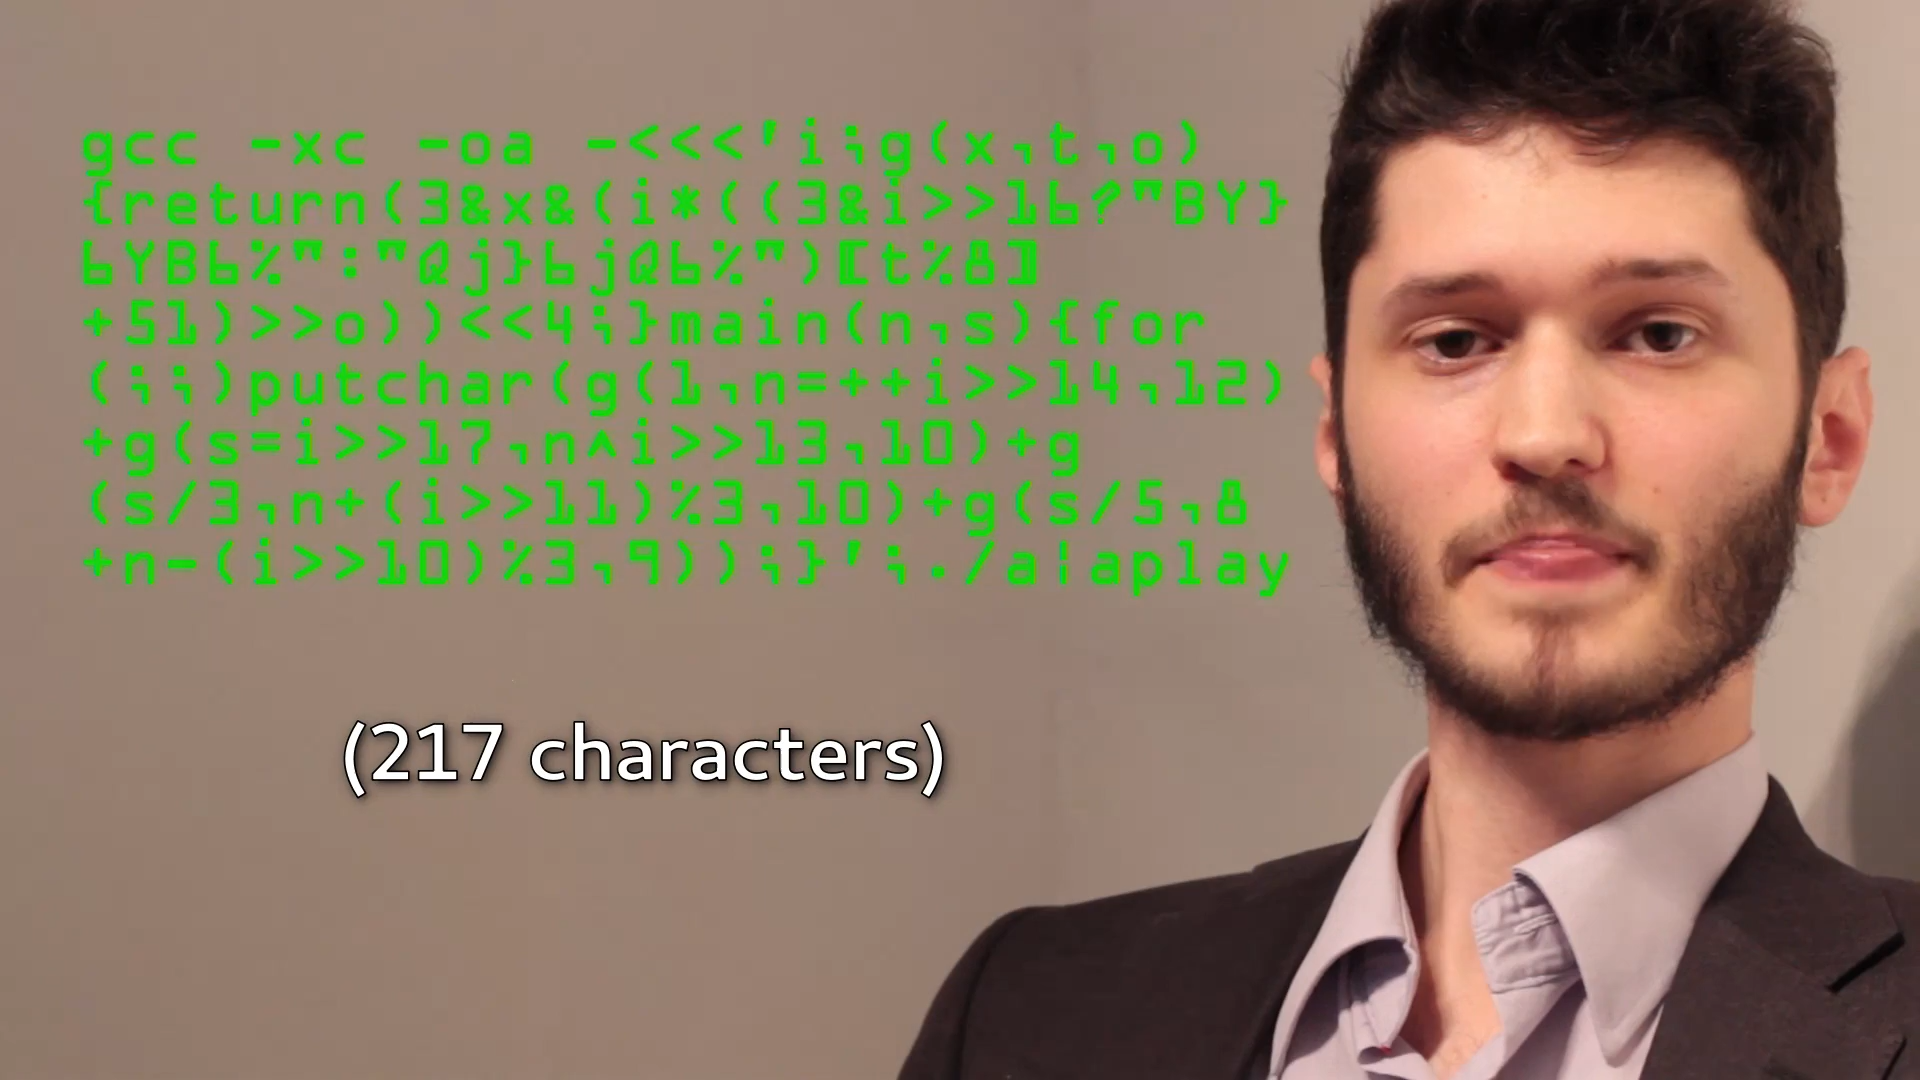 gcc -xc -oa -<<<'i;g(x,t,o)
{return(3&x&(i*((3&i>>16?"BY}
6YB6%":"Qj}6jQ6%")[t%8]
+51)>>o))<<4;}main(n,s){for
(;;)putchar(g(1,n=++i>>14,12)
+g(s=i>>17,n^i>>13,10)+g
(s/3,n+(i>>11)%3,10)+g(s/5,8
+n-(i>>10)%3,9));}';./a|aplay
(217 characters)